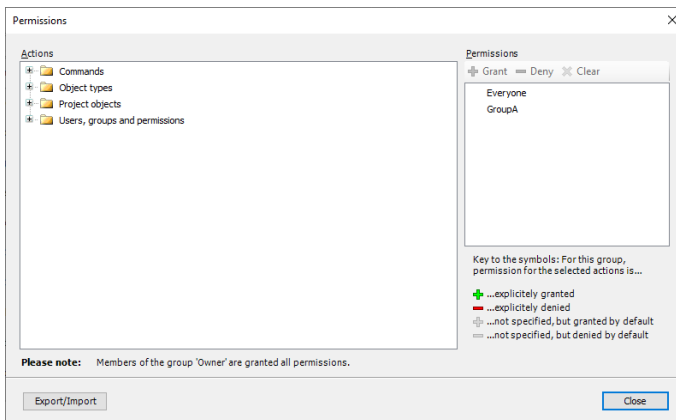 Permissions
Actions
Commands
Object types
Project objects
Users, groups and permissions
Permissions
Grant Deny Clear
Everyone
GroupA
Key to the symbols: For this group,
permission for the selected actions is...
...explicitely granted
...explicitely denied
...not specified, but granted by default
...not specified, but denied by default
Please note: Members of the group 'Owner' are granted all permissions.
Export/Import
Close